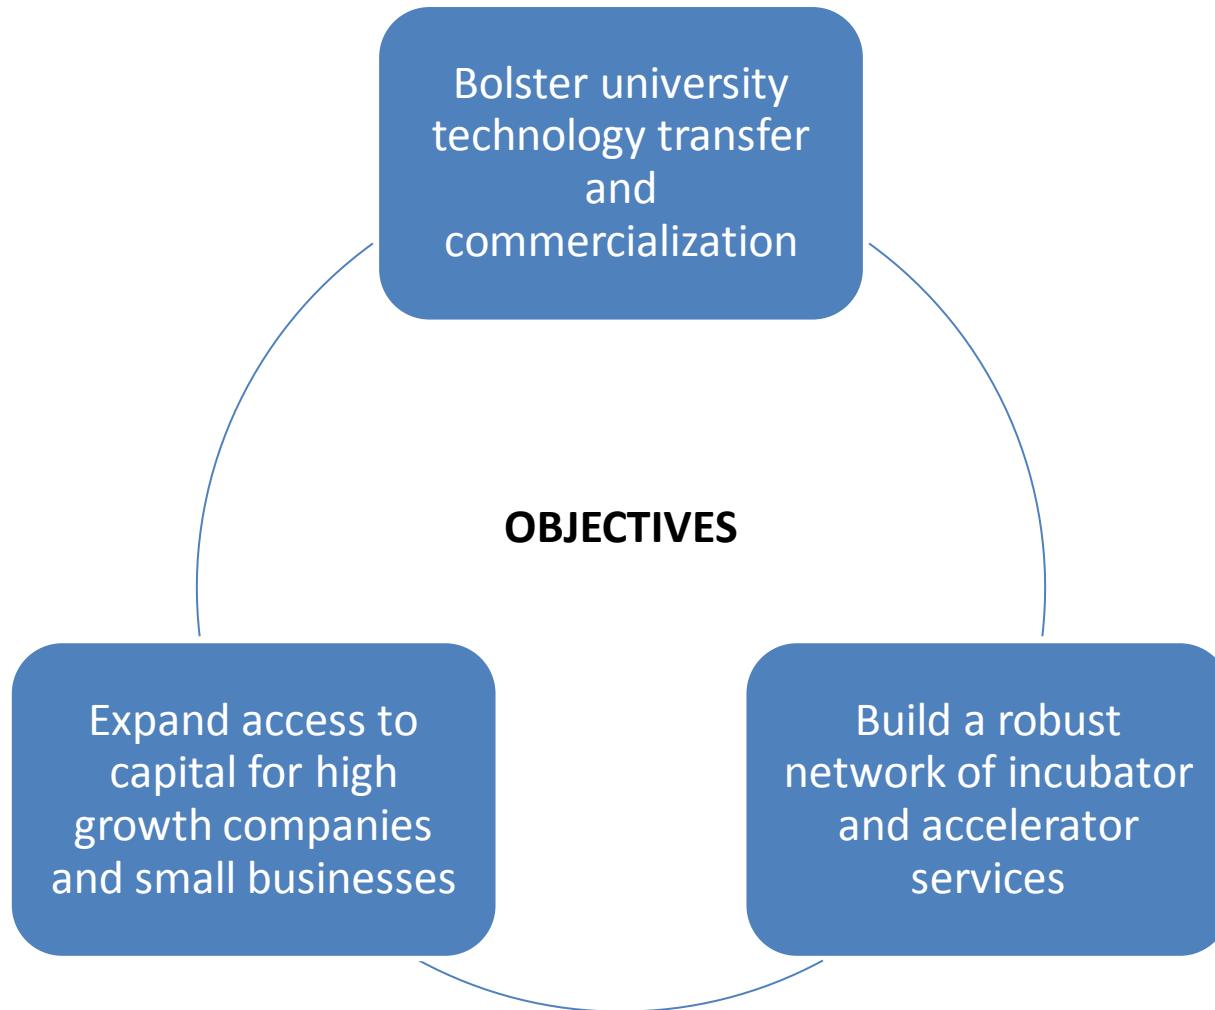 Bolster university
technology transfer
and
commercialization
OBJECTIVES
Expand access to
capital for high
growth companies
and small businesses
Build a robust
network of incubator
and accelerator
services